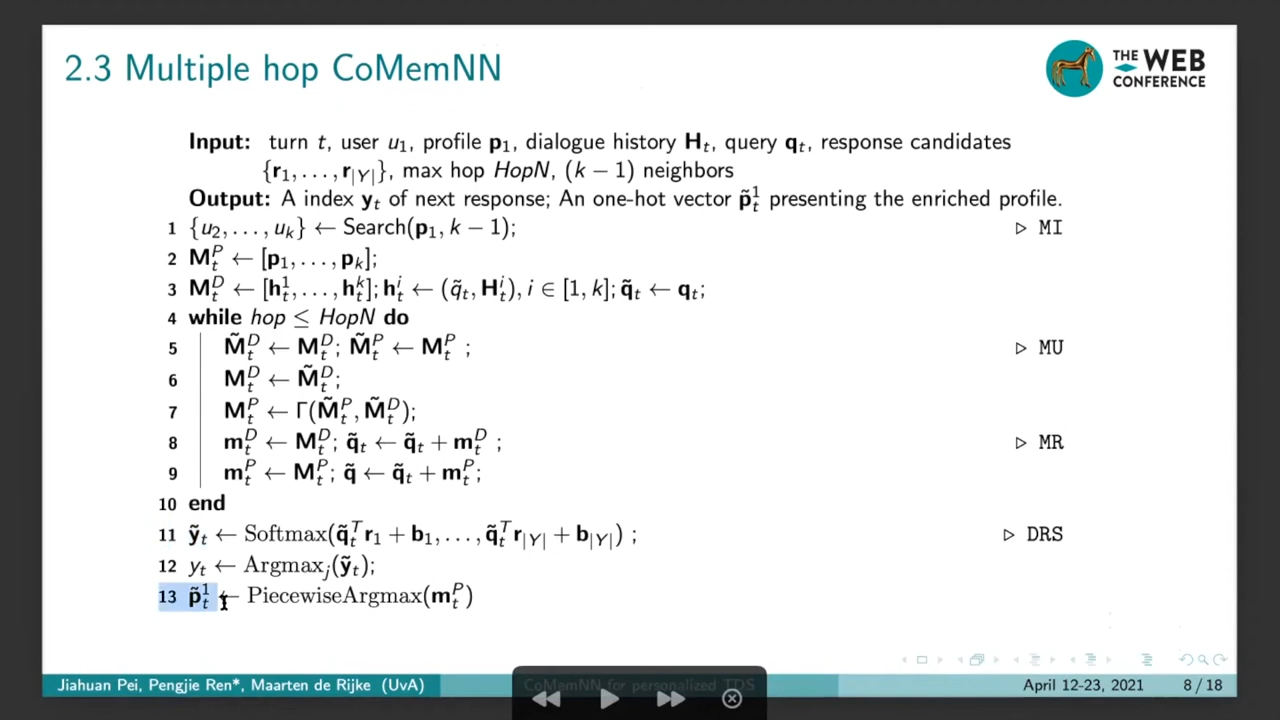 2.3 Multiple hop CoMemNN
THE WEB
CONFERENCE
Input: turn t, user u₁, profile p₁, dialogue history Hₜ, query qₜ, response candidates
{r₁, . . . , r|Y|}, max hop HopN, (k − 1) neighbors
Output: A index yₜ of next response; An one-hot vector p̃ₜ¹ presenting the enriched profile.
1 {u₂, . . . , uₖ} ← Search(p₁, k − 1); ▷ MI
2 Mₜᴾ ← [p₁, . . . , pₖ];
3 Mₜᴰ ← [hₜ¹, . . . , hₜᵏ]; hₜⁱ ← (q̃ₜ, Hₜⁱ), i ∈ [1, k]; q̃ₜ ← qₜ;
4 while hop ≤ HopN do
5 M̃ₜᴰ ← Mₜᴰ; M̃ₜᴾ ← Mₜᴾ ; ▷ MU
6 Mₜᴰ ← M̃ₜᴰ;
7 Mₜᴾ ← Γ(M̃ₜᴾ, M̃ₜᴰ);
8 mₜᴰ ← Mₜᴰ; q̃ₜ ← q̃ₜ + mₜᴰ ; ▷ MR
9 mₜᴾ ← Mₜᴾ; q̃ ← q̃ₜ + mₜᴾ;
10 end
11 ỹₜ ← Softmax(q̃ₜᵀr₁ + b₁, . . . , q̃ₜᵀr|Y| + b|Y|) ; ▷ DRS
12 yₜ ← Argmaxⱼ(ỹₜ);
13 p̃ₜ¹ ← PiecewiseArgmax(mₜᴾ)
Jiahuan Pei, Pengjie Ren*, Maarten de Rijke (UvA) CoMemNN for personalized TDS April 12-23, 2021 8 / 18